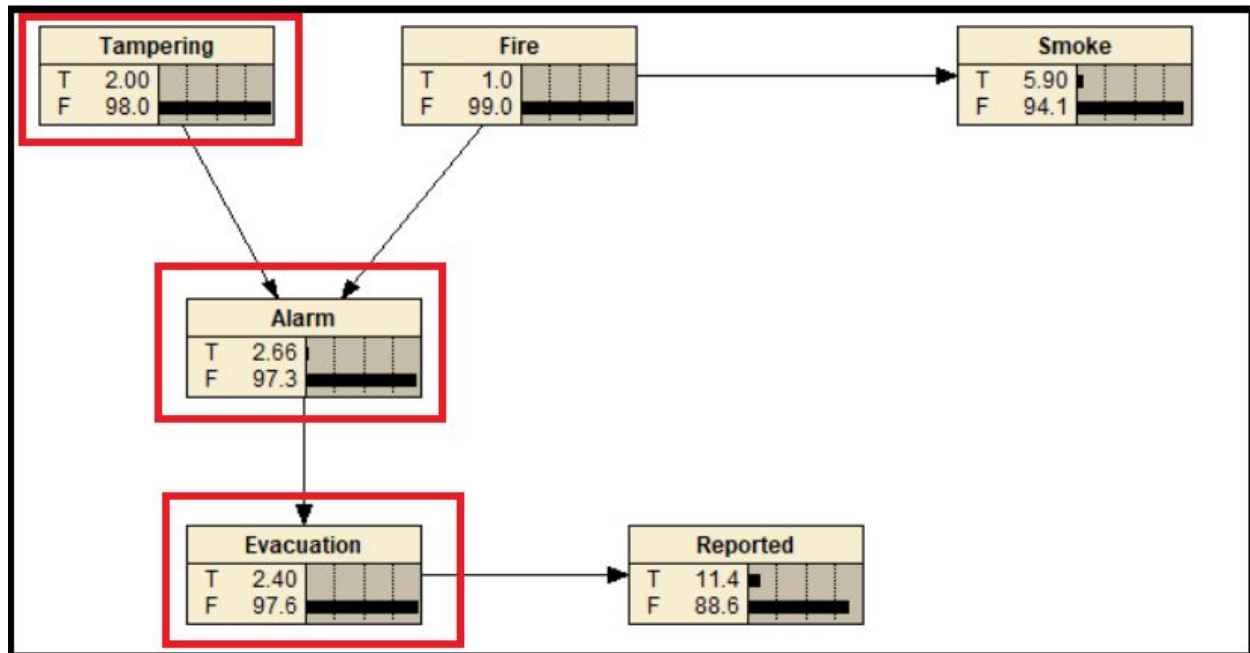 Tampering
T 2.00
F 98.0
Fire
T 1.0
F 99.0
Smoke
T 5.90
F 94.1
Alarm
T 2.66
F 97.3
Evacuation
T 2.40
F 97.6
Reported
T 11.4
F 88.6